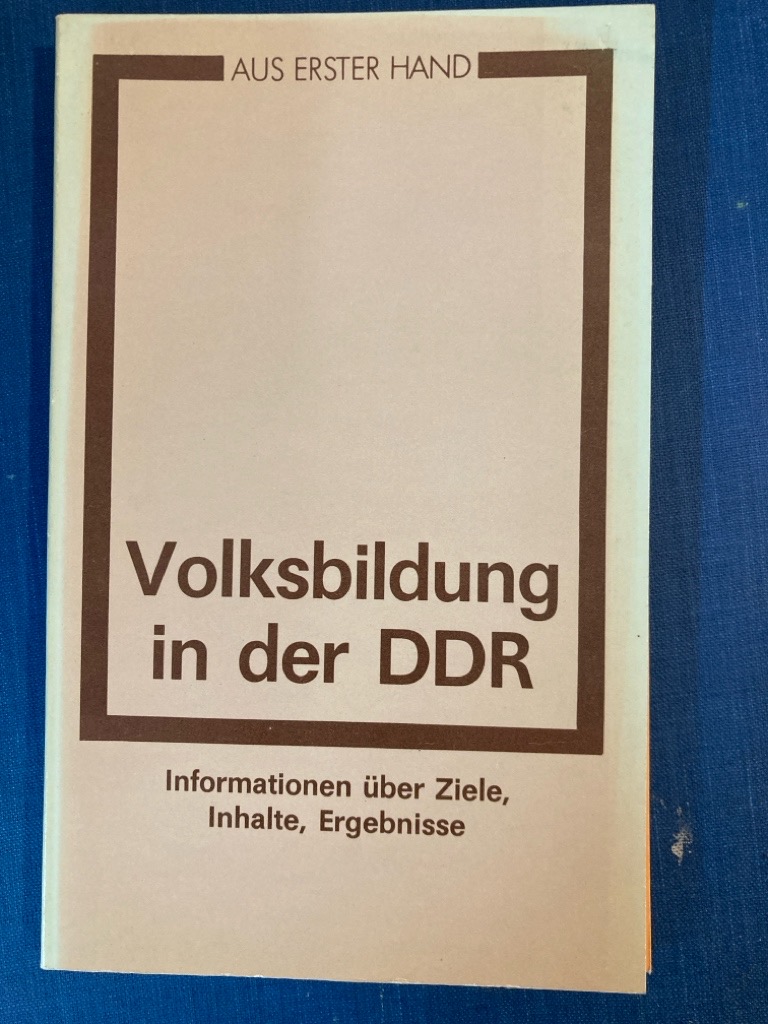 AUS ERSTER HAND
Volksbildung
in der DDR
Informationen über Ziele,
Inhalte, Ergebnisse